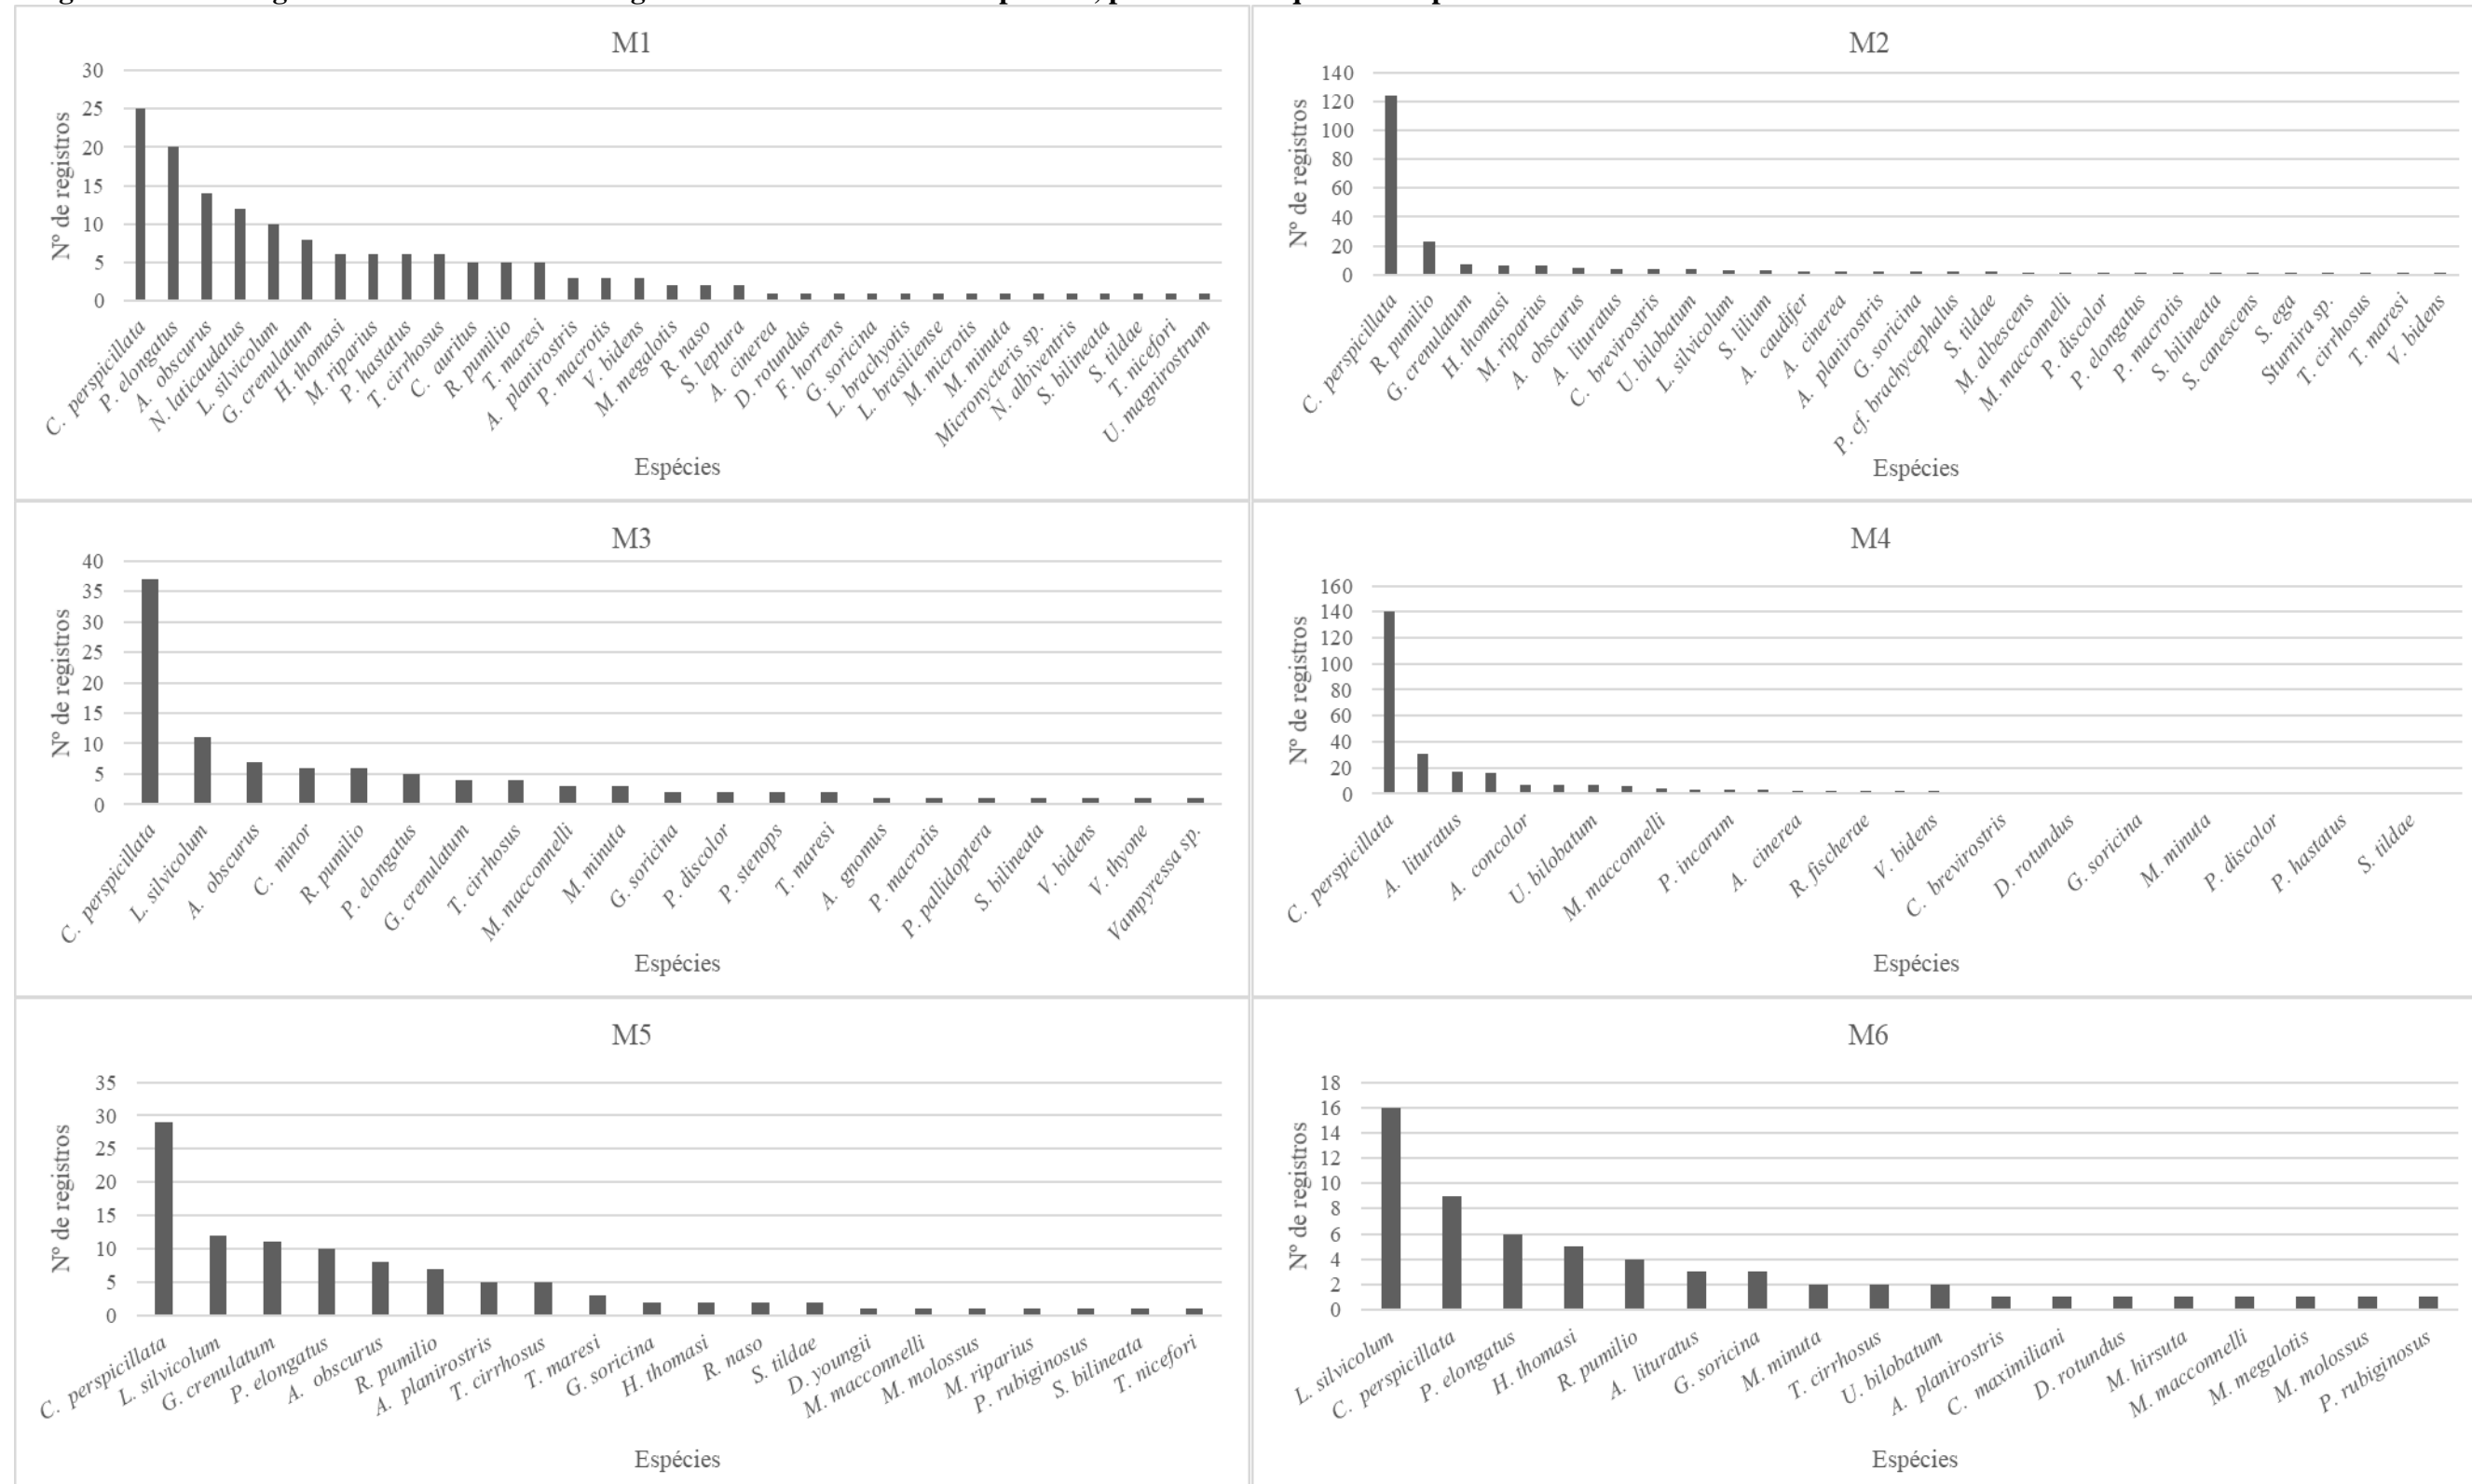 M1
30
25
20
15
10
5
0
Nº de registros
C. perspicillata
P. elongatus
A. obscurus
N. laticaudatus
L. silvicolum
G. crenulatum
H. thomasi
M. riparius
P. hastatus
T. cirrhosus
C. auritus
R. pumilio
T. maresi
A. planirostris
P. macrotis
V. bidens
M. megalotis
R. naso
S. leptura
A. cinerea
D. rotundus
F. horrens
G. soricina
L. brachyotis
L. brasiliense
M. microtis
M. minuta
Micronycteris sp.
N. albiventris
S. bilineata
S. tildae
T. nicefori
U. magnirostrum
Espécies
M2
140
120
100
80
60
40
20
0
Nº de registros
C. perspicillata
R. pumilio
G. crenulatum
H. thomasi
M. riparius
A. obscurus
A. lituratus
C. brevirostris
U. bilobatum
L. silvicolum
S. lilium
A. caudifer
A. cinerea
A. planirostris
G. soricina
P. cf. brachycephalus
S. tildae
M. albescens
M. macconnelli
P. discolor
P. elongatus
P. macrotis
S. bilineata
S. canescens
S. ega
Sturnira sp.
T. cirrhosus
T. maresi
V. bidens
Espécies
M3
40
35
30
25
20
15
10
5
0
Nº de registros
C. perspicillata
L. silvicolum
A. obscurus
C. minor
R. pumilio
P. elongatus
G. crenulatum
T. cirrhosus
M. macconnelli
M. minuta
G. soricina
P. discolor
P. stenops
T. maresi
A. gnomus
P. macrotis
P. pallidoptera
S. bilineata
V. bidens
V. thyone
Vampyressa sp.
Espécies
M4
160
140
120
100
80
60
40
20
0
Nº de registros
C. perspicillata
A. lituratus
A. concolor
U. bilobatum
M. macconnelli
P. incarum
A. cinerea
R. fischerae
V. bidens
C. brevirostris
D. rotundus
G. soricina
M. minuta
P. discolor
P. hastatus
S. tildae
Espécies
M5
35
30
25
20
15
10
5
0
Nº de registros
C. perspicillata
L. silvicolum
G. crenulatum
P. elongatus
A. obscurus
R. pumilio
A. planirostris
T. cirrhosus
T. maresi
G. soricina
H. thomasi
R. naso
S. tildae
D. youngii
M. macconnelli
M. molossus
M. riparius
P. rubiginosus
S. bilineata
T. nicefori
Espécies
M6
18
16
14
12
10
8
6
4
2
0
Nº de registros
L. silvicolum
C. perspicillata
P. elongatus
H. thomasi
R. pumilio
A. lituratus
G. soricina
M. minuta
T. cirrhosus
U. bilobatum
A. planirostris
C. maximiliani
D. rotundus
M. hirsuta
M. macconnelli
M. megalotis
M. molossus
P. rubiginosus
Espécies